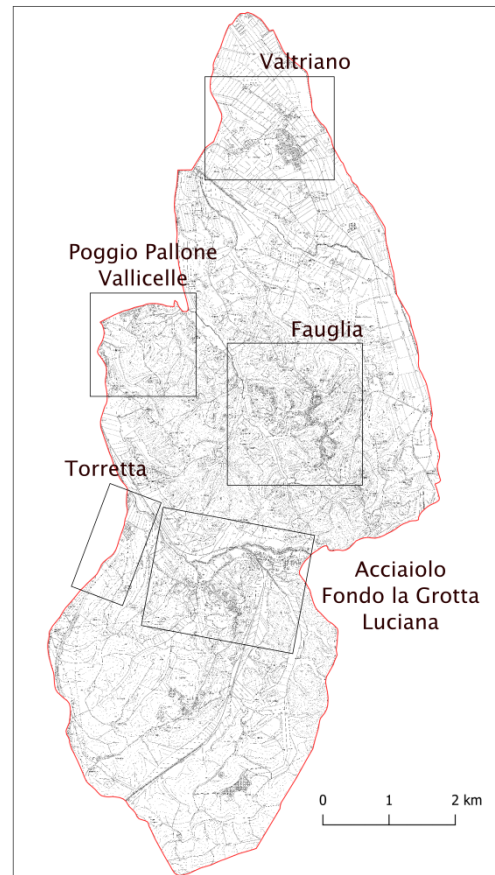 Valtriano
Poggio Pallone
Vallicelle
Fauglia
Torretta
Acciaiolo
Fondo la Grotta
Luciana
0 1 2 km